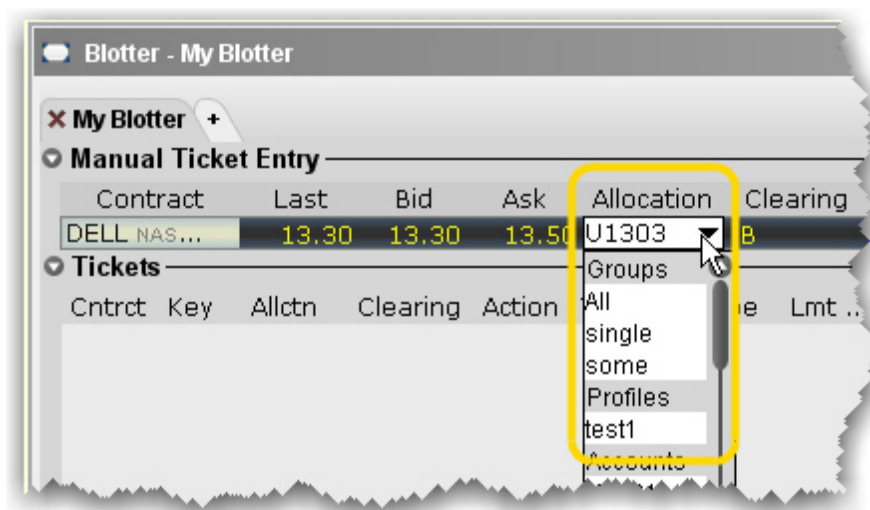 Blotter - My Blotter
My Blotter +
Manual Ticket Entry
Contract Last Bid Ask Allocation Clearing
DELL NAS... 13.30 13.30 13.50 U1303 B
Tickets
Cntrct Key Allctn Clearing Action Lmt ..
Groups
All
single
some
Profiles
test1
Accounts